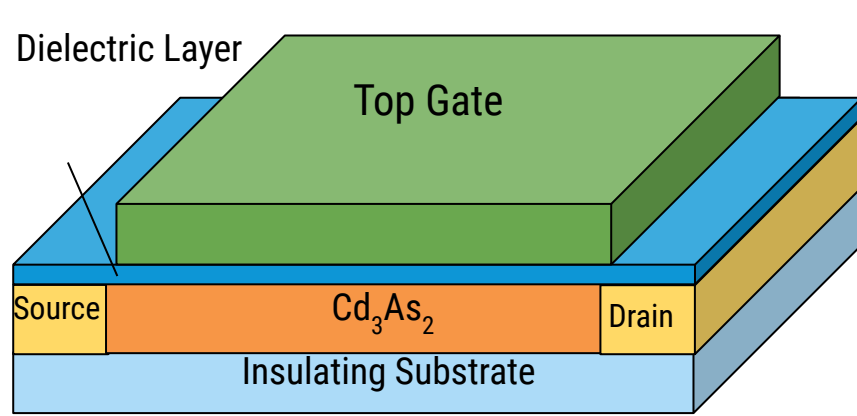 Dielectric Layer
Top Gate
Source
Cd₃As₂
Drain
Insulating Substrate